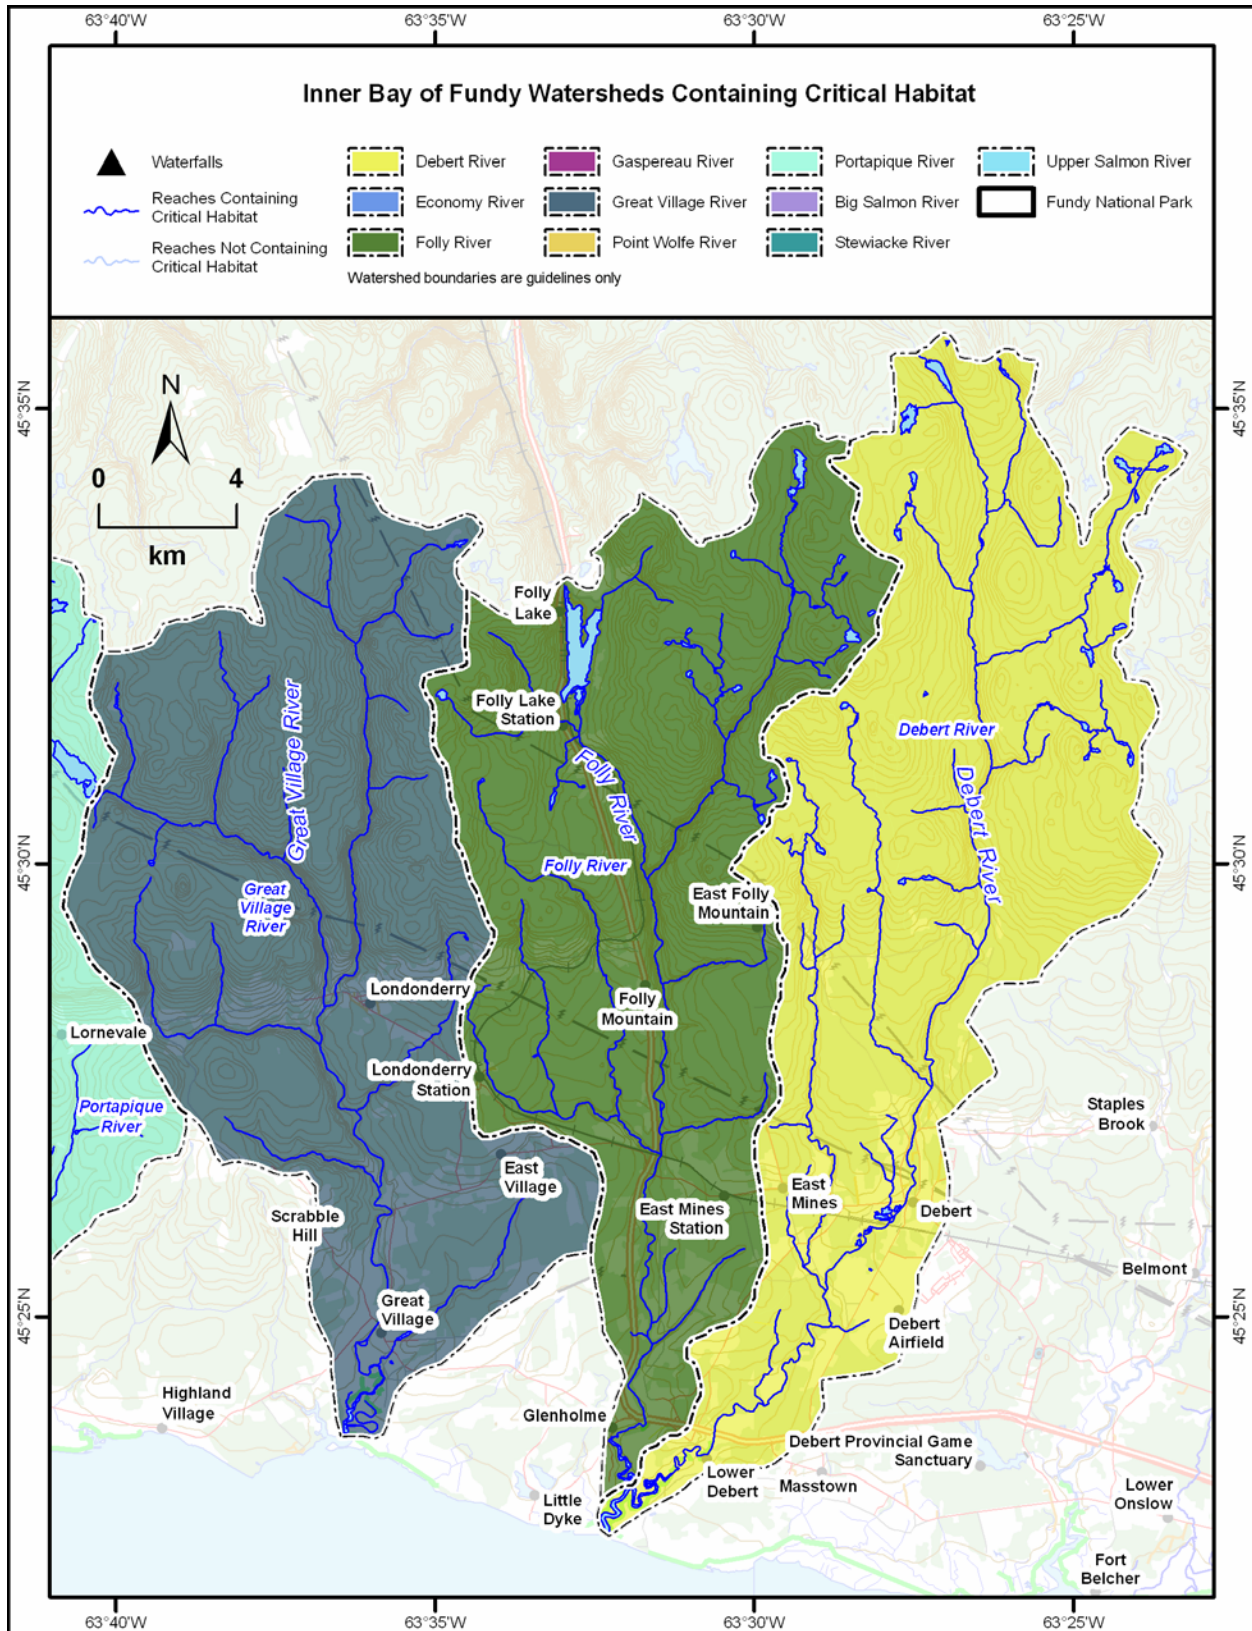 63°40'W
63°35'W
63°30'W
63°25'W
Inner Bay of Fundy Watersheds Containing Critical Habitat
Waterfalls
Reaches Containing
Critical Habitat
Reaches Not Containing
Critical Habitat
Debert River
Economy River
Folly River
Gaspereau River
Great Village River
Point Wolfe River
Portapique River
Big Salmon River
Stewiacke River
Upper Salmon River
Fundy National Park
Watershed boundaries are guidelines only
45°35'N
45°35'N
N
0
4
km
Folly
Lake
Folly Lake
Station
Great Village River
Folly River
Debert River
Debert River
45°30'N
45°30'N
Folly River
Great
Village
River
East Folly
Mountain
Londonderry
Folly
Mountain
Lornevale
Londonderry
Station
Portapique
River
Staples
Brook
East
Village
East
Mines
Scrabble
Hill
East Mines
Station
Debert
Belmont
45°25'N
45°25'N
Great
Village
Debert
Airfield
Highland
Village
Glenholme
Debert Provincial Game
Sanctuary
Lower
Debert
Masstown
Little
Dyke
Lower
Onslow
Fort
Belcher
63°40'W
63°35'W
63°30'W
63°25'W